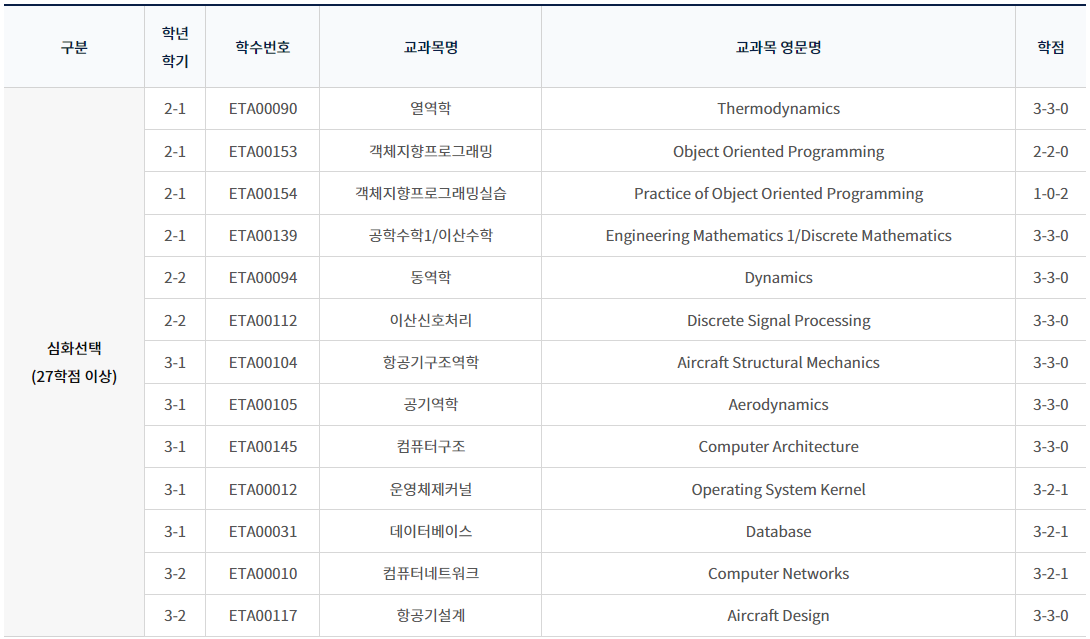 구분 학년 학기 학수번호 교과목명 교과목 영문명 학점
심화선택
(27학점 이상)
2-1 ETA00090 열역학 Thermodynamics 3-3-0
2-1 ETA00153 객체지향프로그래밍 Object Oriented Programming 2-2-0
2-1 ETA00154 객체지향프로그래밍실습 Practice of Object Oriented Programming 1-0-2
2-1 ETA00139 공학수학1/이산수학 Engineering Mathematics 1/Discrete Mathematics 3-3-0
2-2 ETA00094 동역학 Dynamics 3-3-0
2-2 ETA00112 이산신호처리 Discrete Signal Processing 3-3-0
3-1 ETA00104 항공기구조역학 Aircraft Structural Mechanics 3-3-0
3-1 ETA00105 공기역학 Aerodynamics 3-3-0
3-1 ETA00145 컴퓨터구조 Computer Architecture 3-3-0
3-1 ETA00012 운영체제커널 Operating System Kernel 3-2-1
3-1 ETA00031 데이터베이스 Database 3-2-1
3-2 ETA00010 컴퓨터네트워크 Computer Networks 3-2-1
3-2 ETA00117 항공기설계 Aircraft Design 3-3-0